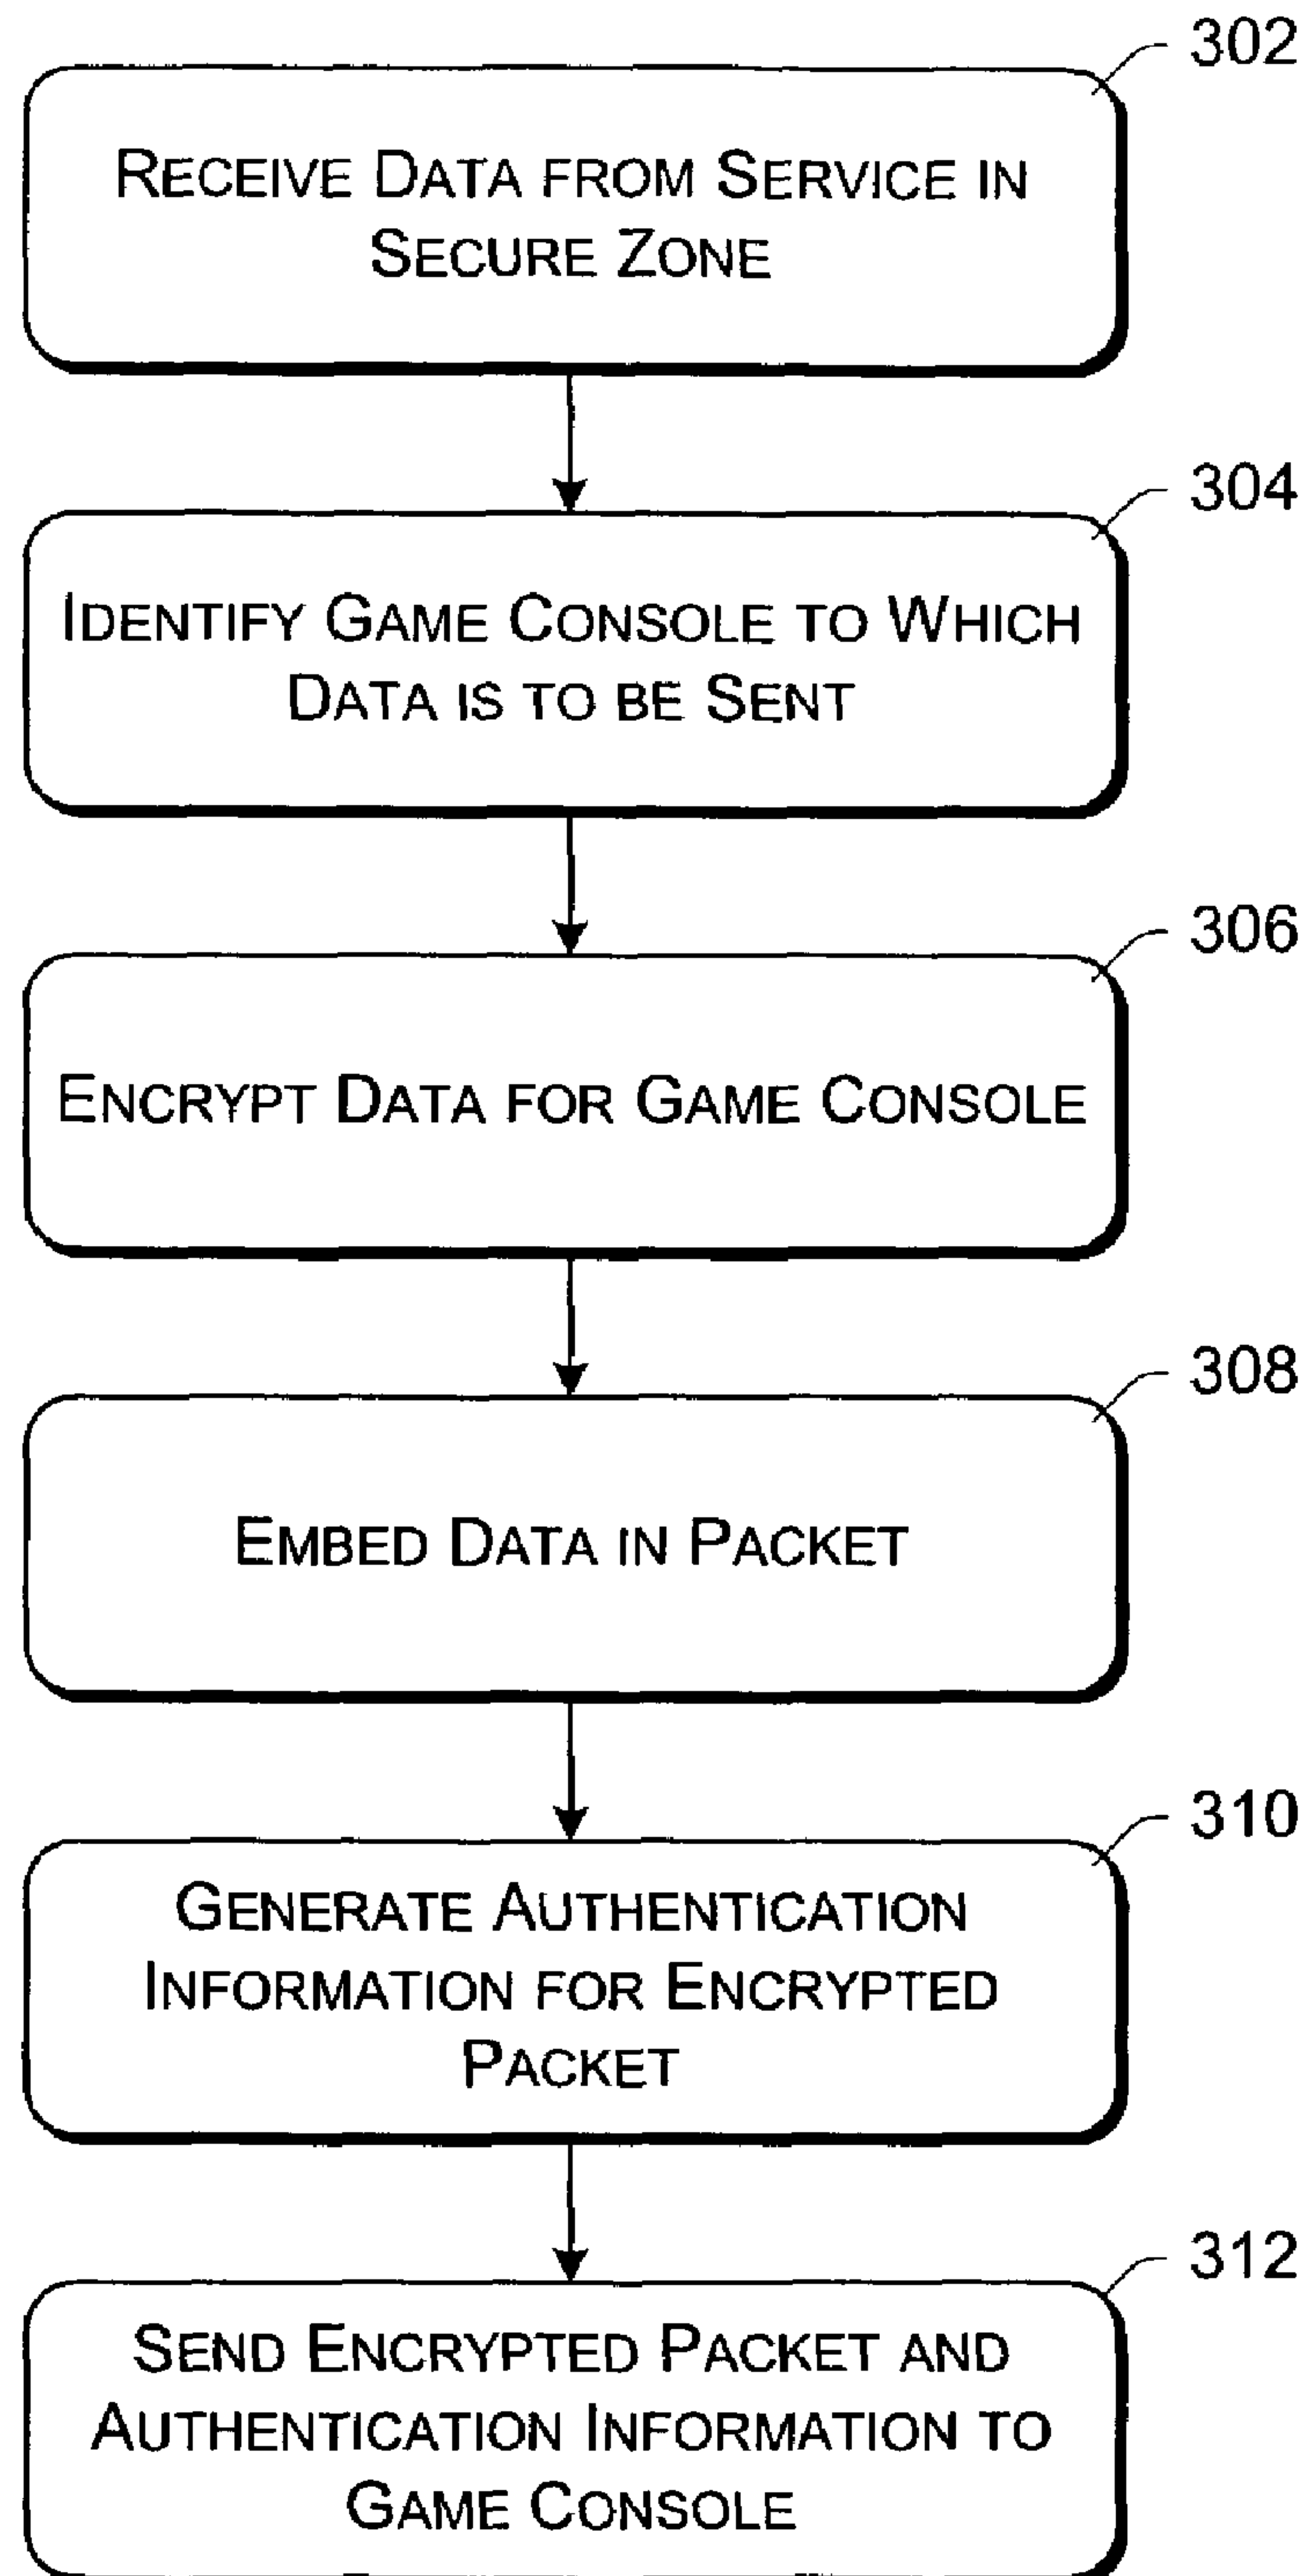 302
RECEIVE DATA FROM SERVICE IN
SECURE ZONE
304
IDENTIFY GAME CONSOLE TO WHICH
DATA IS TO BE SENT
306
ENCRYPT DATA FOR GAME CONSOLE
308
EMBED DATA IN PACKET
310
GENERATE AUTHENTICATION
INFORMATION FOR ENCRYPTED
PACKET
312
SEND ENCRYPTED PACKET AND
AUTHENTICATION INFORMATION TO
GAME CONSOLE